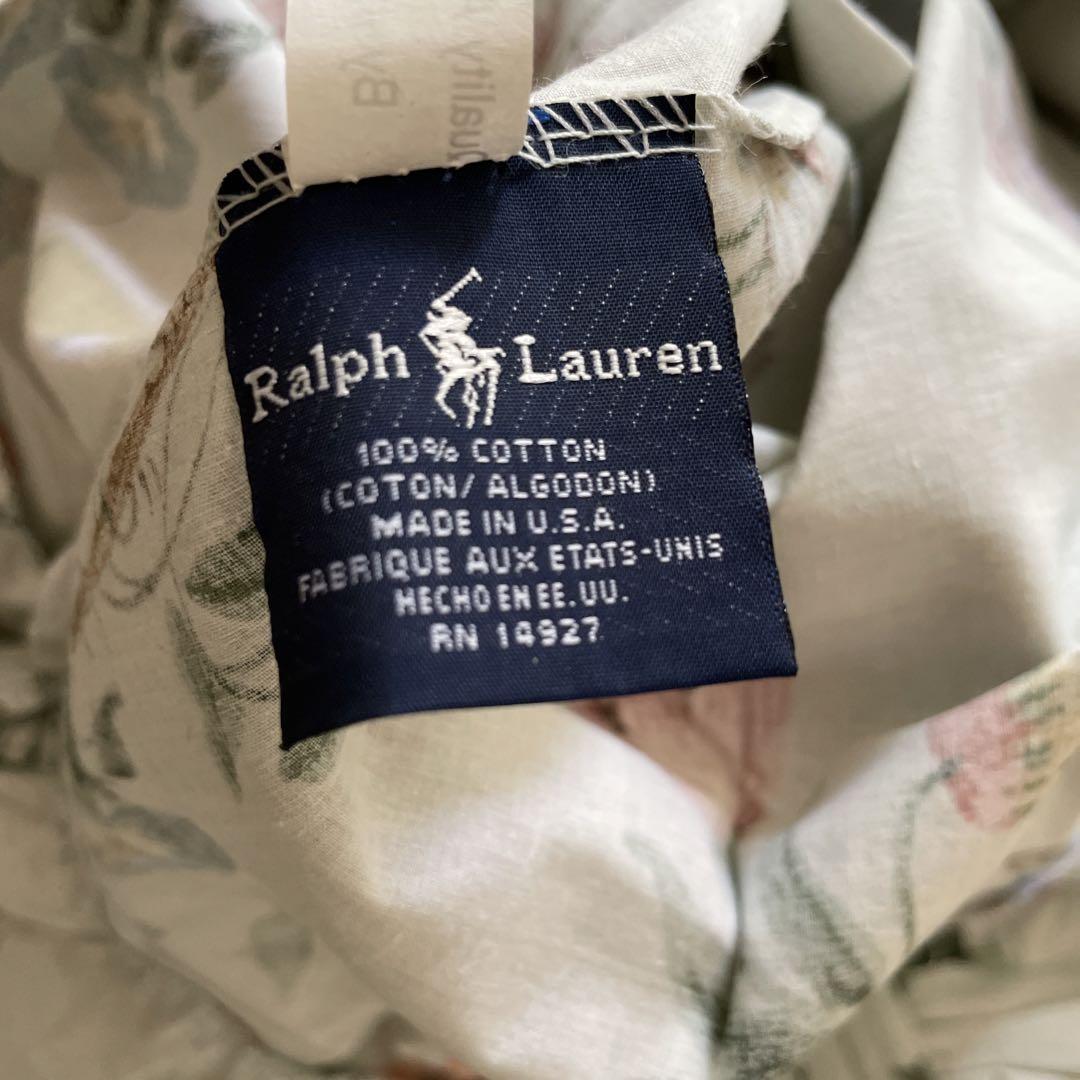 Ralph Lauren
100% COTTON
(COTON/ ALGODON)
MADE IN U.S.A.
FABRIQUE AUX ETATS-UNIS
HECHO EN EE.UU.
RN 14927